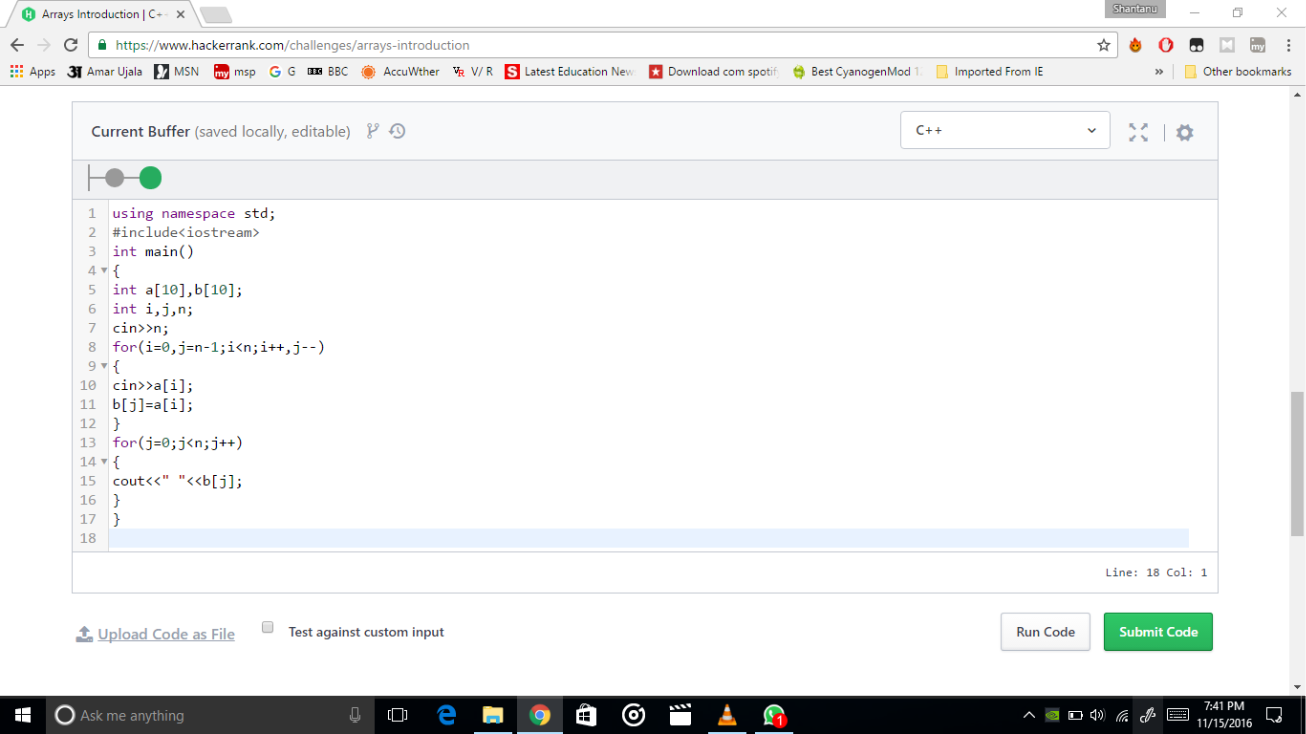 Arrays Introduction | C+
Shantanu
https://www.hackerrank.com/challenges/arrays-introduction
Apps Amar Ujala MSN my msp G BBC BBC AccuWther VR V/ R S Latest Education New Download com spotif Best CyanogenMod 1 Imported From IE » Other bookmarks
Current Buffer (saved locally, editable) C++
1 using namespace std;
2 #include<iostream>
3 int main()
4 {
5 int a[10],b[10];
6 int i,j,n;
7 cin>>n;
8 for(i=0,j=n-1;i<n;i++,j--)
9 {
10 cin>>a[i];
11 b[j]=a[i];
12 }
13 for(j=0;j<n;j++)
14 {
15 cout<<" "<<b[j];
16 }
17 }
18
Line: 18 Col: 1
Upload Code as File Test against custom input Run Code Submit Code
Ask me anything 1 7:41 PM
11/15/2016